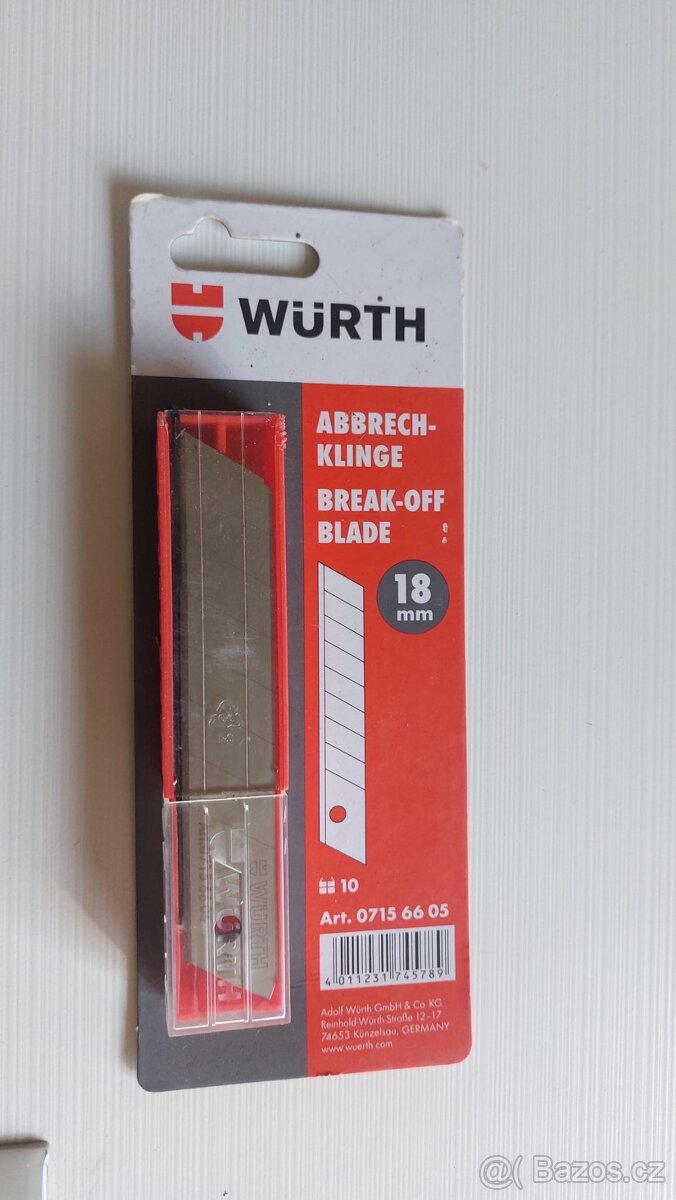 WÜRTH
ABBRECH-
KLINGE
BREAK-OFF
BLADE
18
mm
WÜRTH
WÜRTH
10
Art. 0715 66 05
4 011231 745789
Adolf Würth GmbH & Co. KG
Reinhold-Würth-Straße 12-17
74653 Künzelsau, GERMANY
www.wuerth.com
@( Bazos.cz